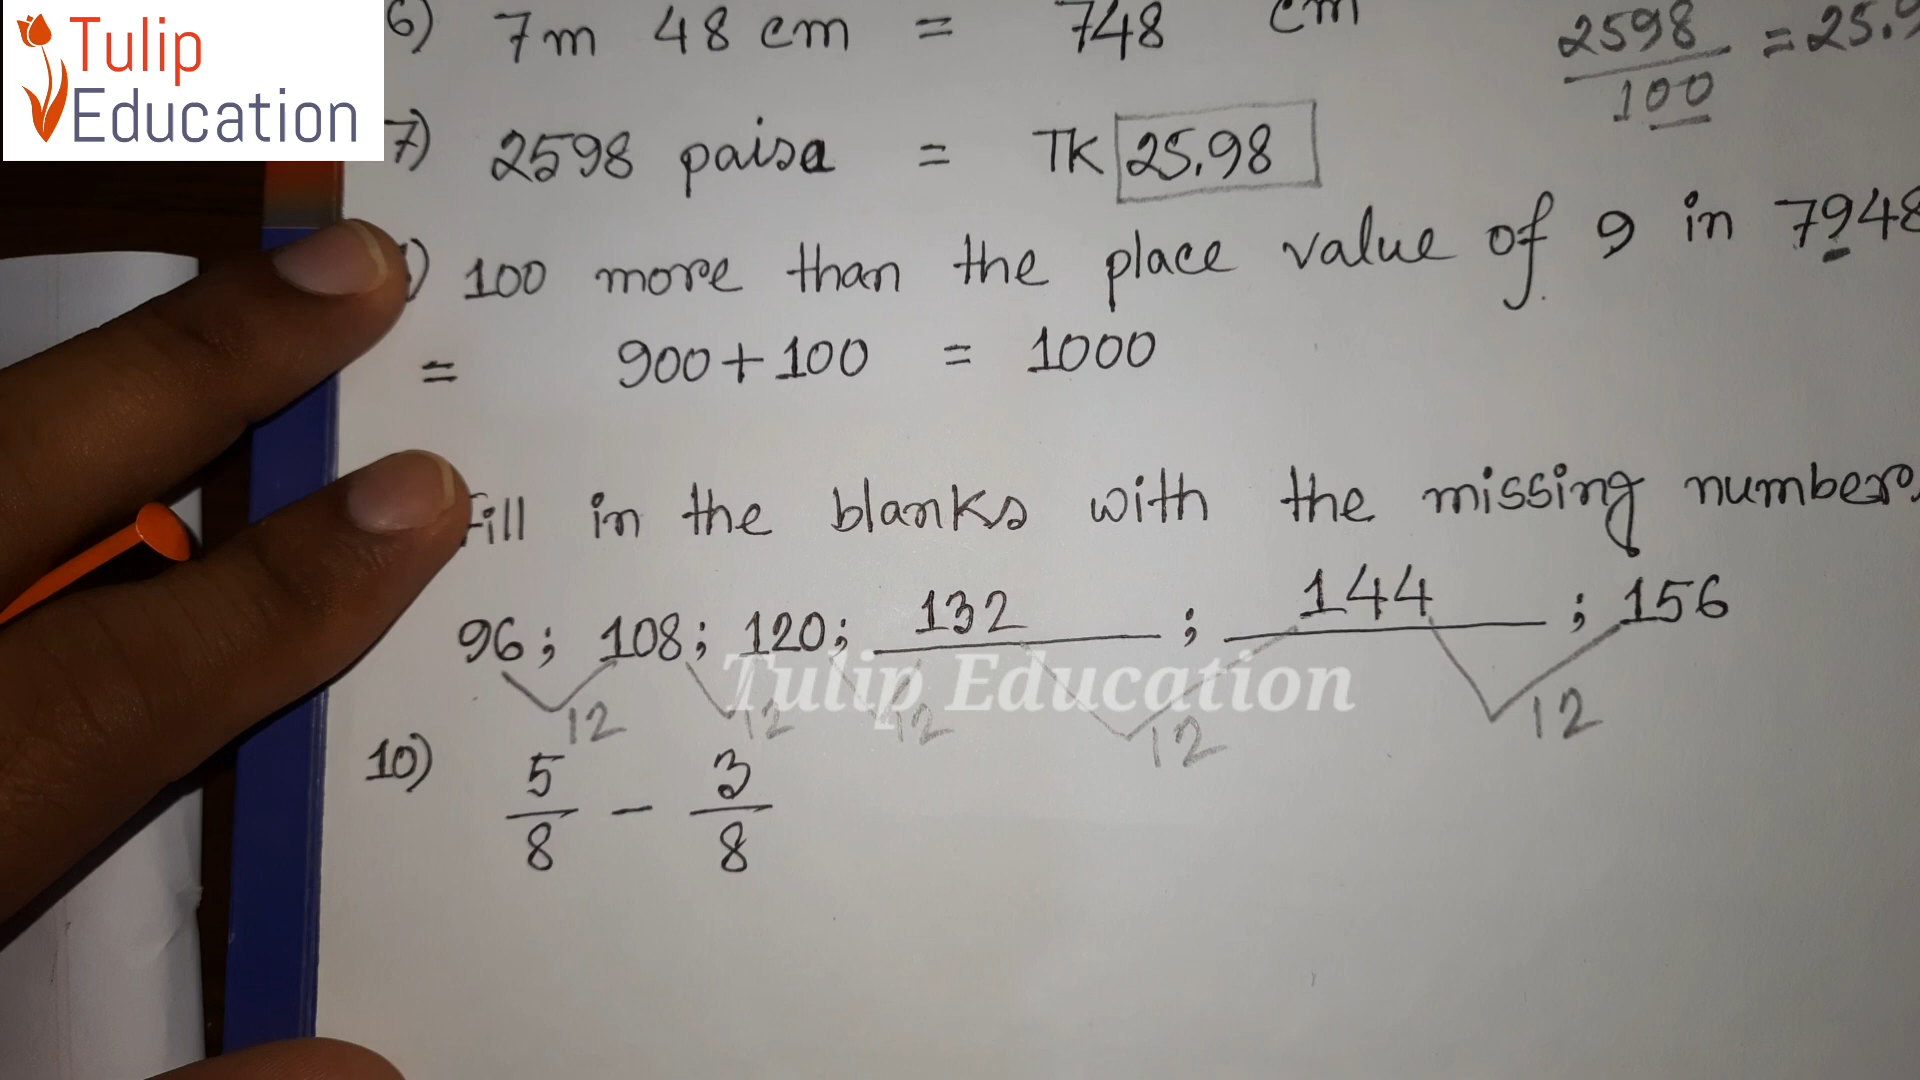 Tulip
Education
6) 7m 48 cm = 748 cm
2598
100
= 25.9
7) 2598 paisa = TK 25.98
) 100 more than the place value of 9 in 7948
= 900 + 100 = 1000
Fill in the blanks with the missing numbers
96; 108; 120; 132 ; 144 ; 156
12 12 12 12 12
Tulip Education
10) 5/8 - 3/8